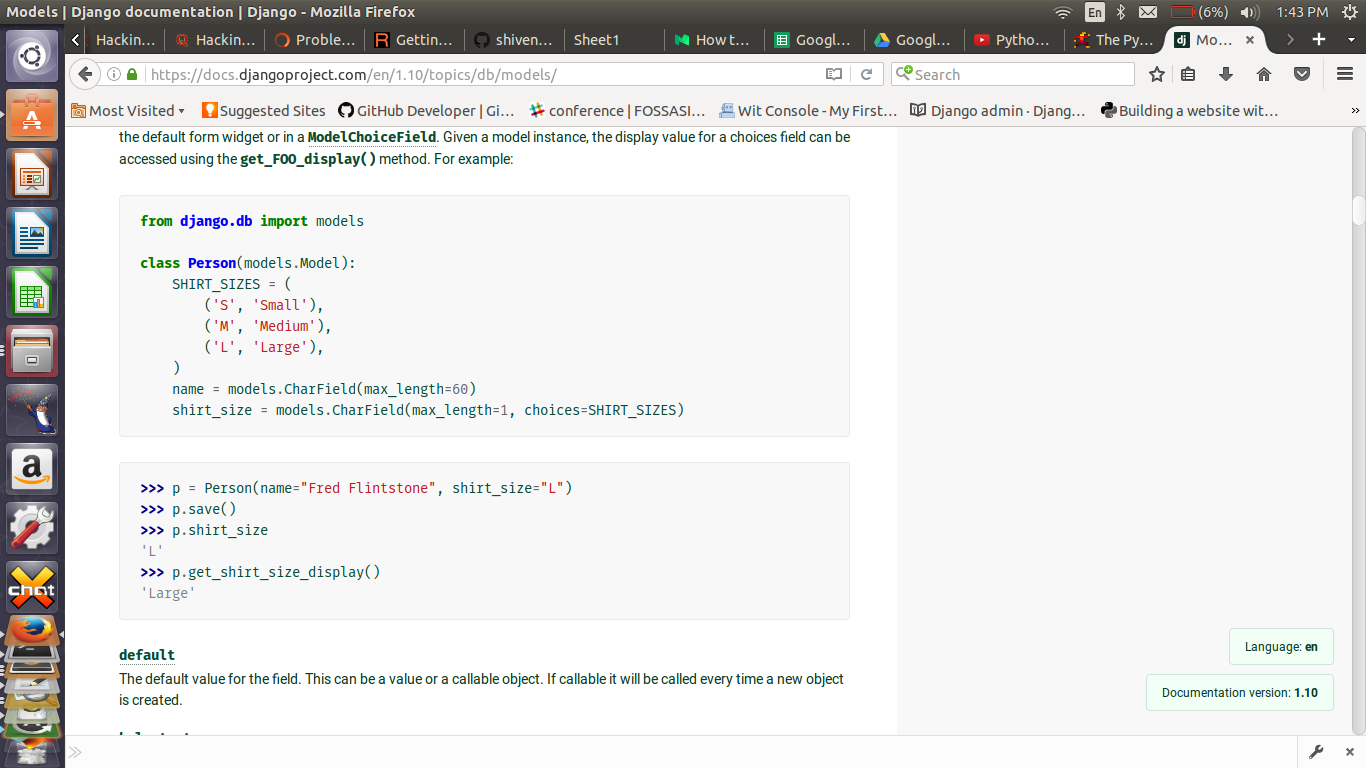 Models | Django documentation | Django - Mozilla Firefox
En
(6%)
1:43 PM
Hackin...
Hackin...
Proble...
Gettin...
shiven...
Sheet1
How t...
Googl...
Googl...
Pytho...
The Py...
Mo...
https://docs.djangoproject.com/en/1.10/topics/db/models/
Search
Most Visited
Suggested Sites
GitHub Developer | Gi...
conference | FOSSASI...
Wit Console - My First...
Django admin · Djang...
Building a website wit...
the default form widget or in a ModelChoiceField. Given a model instance, the display value for a choices field can be
accessed using the get_FOO_display() method. For example:
from django.db import models
class Person(models.Model):
SHIRT_SIZES = (
('S', 'Small'),
('M', 'Medium'),
('L', 'Large'),
)
name = models.CharField(max_length=60)
shirt_size = models.CharField(max_length=1, choices=SHIRT_SIZES)
>>> p = Person(name="Fred Flintstone", shirt_size="L")
>>> p.save()
>>> p.shirt_size
'L'
>>> p.get_shirt_size_display()
'Large'
default
The default value for the field. This can be a value or a callable object. If callable it will be called every time a new object
is created.
Language: en
Documentation version: 1.10
a
chat